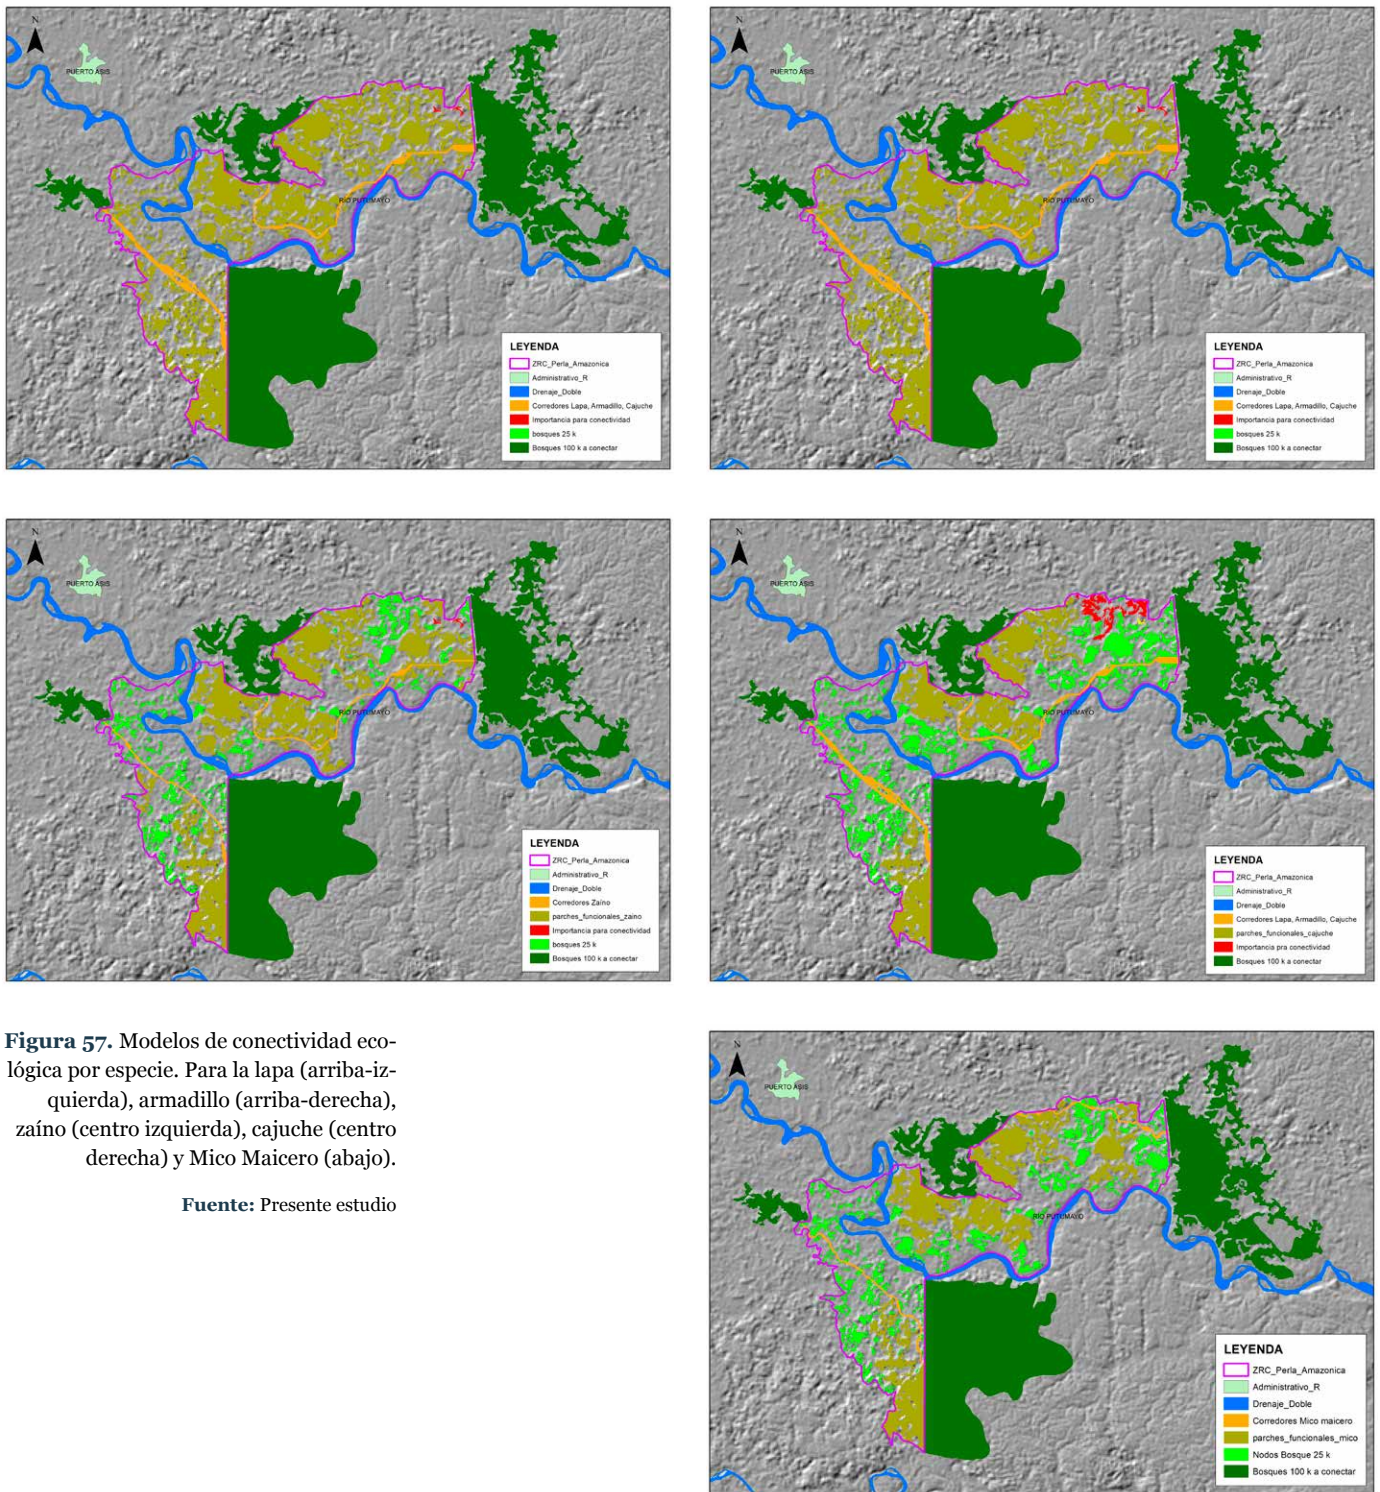 N
PUERTO ASIS
RIO PUTUMAYO
LEYENDA
ZRC_Perla_Amazonica
Administrativo_R
Drenaje_Doble
Corredores Lapa, Armadillo, Cajuche
Importancia para conectividad
bosques 25 k
Bosques 100 k a conectar
N
PUERTO ASIS
RIO PUTUMAYO
LEYENDA
ZRC_Perla_Amazonica
Administrativo_R
Drenaje_Doble
Corredores Lapa, Armadillo, Cajuche
Importancia para conectividad
bosques 25 k
Bosques 100 k a conectar
N
PUERTO ASIS
RIO PUTUMAYO
LEYENDA
ZRC_Perla_Amazonica
Administrativo_R
Drenaje_Doble
Corredores Zaíno
parches_funcionales_zaino
Importancia para conectividad
bosques 25 k
Bosques 100 k a conectar
N
PUERTO ASIS
RIO PUTUMAYO
LEYENDA
ZRC_Perla_Amazonica
Administrativo_R
Drenaje_Doble
Corredores Lapa, Armadillo, Cajuche
parches_funcionales_cajuche
Importancia pra conectividad
Bosques 100 k a conectar
Figura 57. Modelos de conectividad eco-
lógica por especie. Para la lapa (arriba-iz-
quierda), armadillo (arriba-derecha),
zaíno (centro izquierda), cajuche (centro
derecha) y Mico Maicero (abajo).
Fuente: Presente estudio
N
PUERTO ASIS
RIO PUTUMAYO
LEYENDA
ZRC_Perla_Amazonica
Administrativo_R
Drenaje_Doble
Corredores Mico maicero
parches_funcionales_mico
Nodos Bosque 25 k
Bosques 100 k a conectar